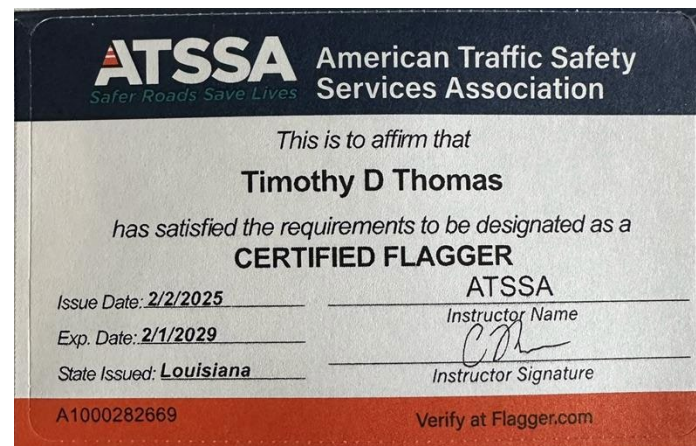 ATSSA
Safer Roads Save Lives
American Traffic Safety
Services Association
This is to affirm that
Timothy D Thomas
has satisfied the requirements to be designated as a
CERTIFIED FLAGGER
Issue Date: 2/2/2025
ATSSA
Instructor Name
Exp. Date: 2/1/2029
State Issued: Louisiana
Instructor Signature
A1000282669
Verify at Flagger.com